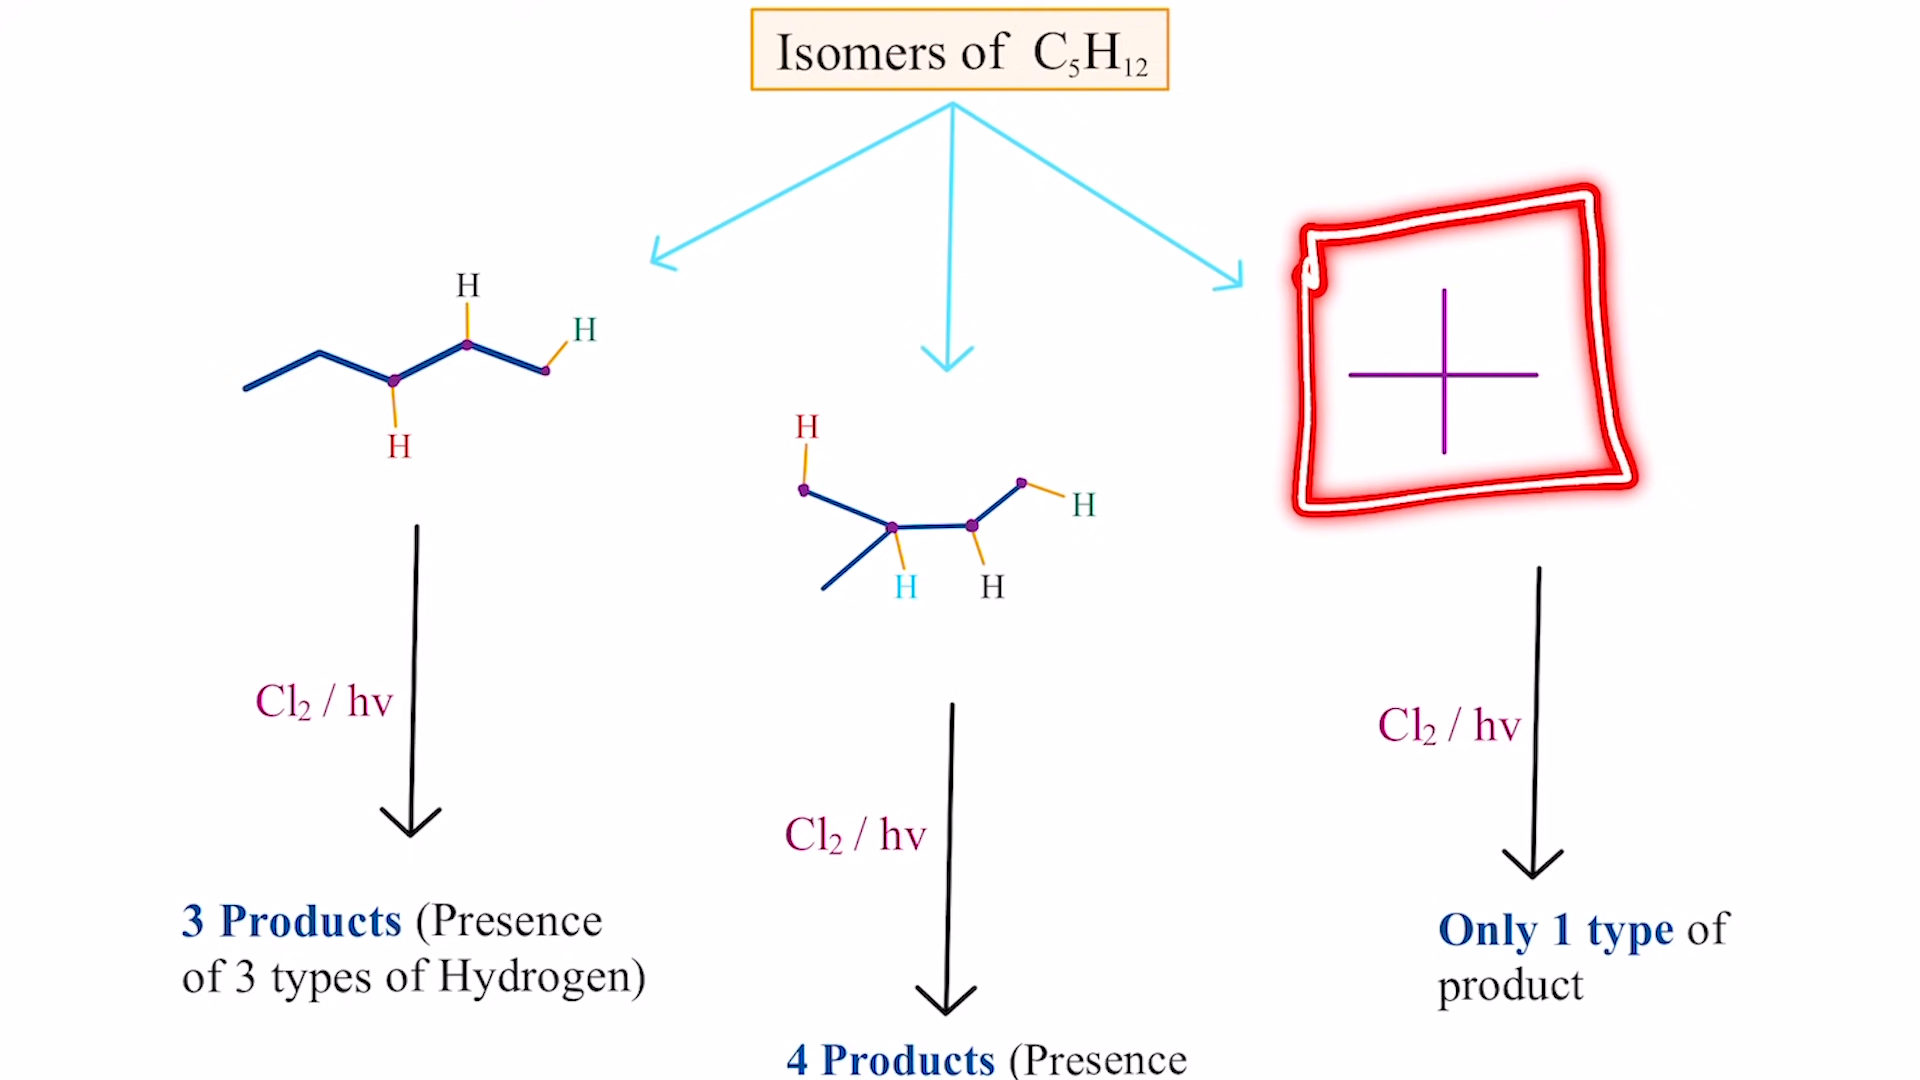 Isomers of C₅H₁₂
H
H
H
H
H
H
H
Cl₂ / hv
Cl₂ / hv
Cl₂ / hv
3 Products (Presence
of 3 types of Hydrogen)
Only 1 type of
product
4 Products (Presence